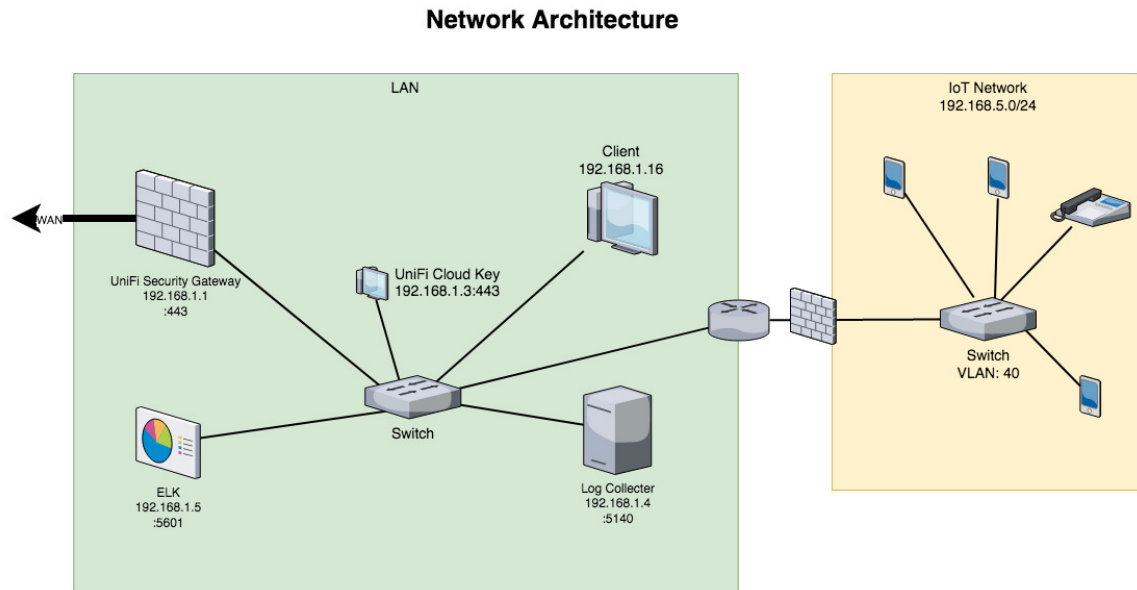 Network Architecture
LAN
IoT Network
192.168.5.0/24
Client
192.168.1.16
WAN
UniFi Security Gateway
192.168.1.1
:443
UniFi Cloud Key
192.168.1.3:443
Switch
VLAN: 40
Switch
ELK
192.168.1.5
:5601
Log Collecter
192.168.1.4
:5140